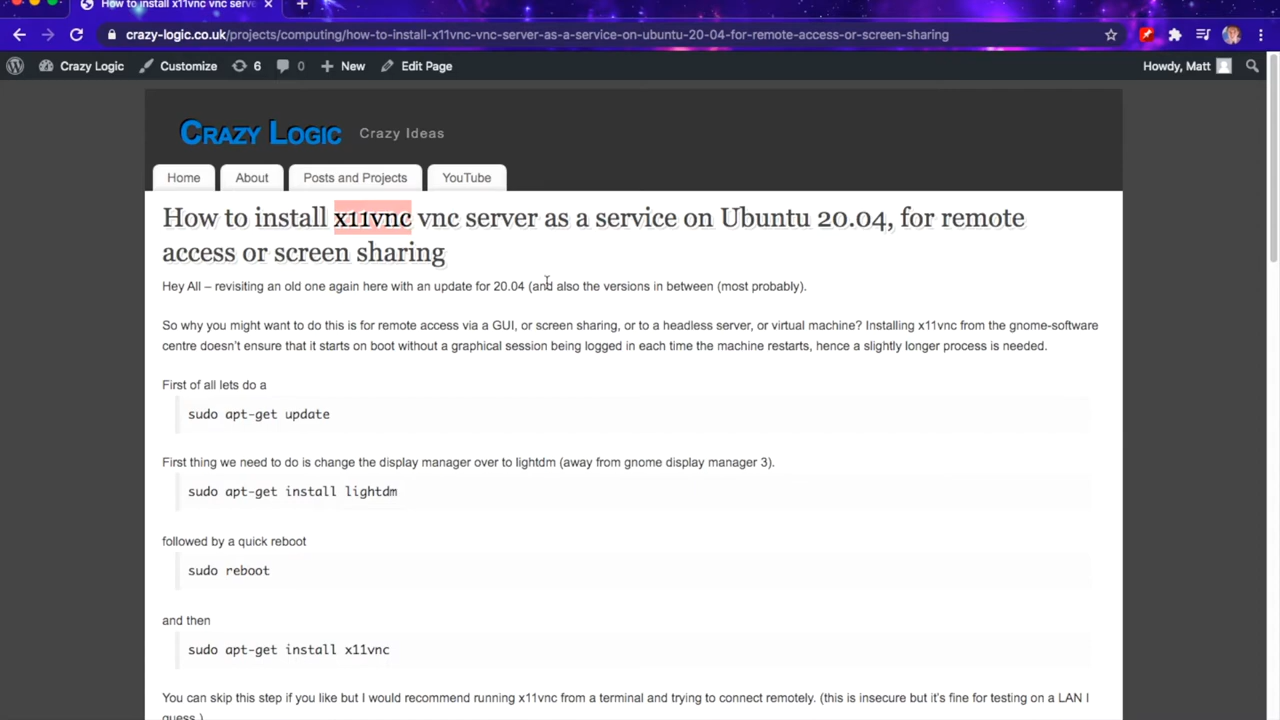 How to install x11vnc vnc serve
crazy-logic.co.uk/projects/computing/how-to-install-x11vnc-vnc-server-as-a-service-on-ubuntu-20-04-for-remote-access-or-screen-sharing
Crazy Logic Customize 6 0 New Edit Page Howdy, Matt
Crazy Logic Crazy Ideas
Home About Posts and Projects YouTube
How to install x11vnc vnc server as a service on Ubuntu 20.04, for remote
access or screen sharing
Hey All – revisiting an old one again here with an update for 20.04 (and also the versions in between (most probably).
So why you might want to do this is for remote access via a GUI, or screen sharing, or to a headless server, or virtual machine? Installing x11vnc from the gnome-software
centre doesn't ensure that it starts on boot without a graphical session being logged in each time the machine restarts, hence a slightly longer process is needed.
First of all lets do a
sudo apt-get update
First thing we need to do is change the display manager over to lightdm (away from gnome display manager 3).
sudo apt-get install lightdm
followed by a quick reboot
sudo reboot
and then
sudo apt-get install x11vnc
You can skip this step if you like but I would recommend running x11vnc from a terminal and trying to connect remotely. (this is insecure but it's fine for testing on a LAN I
guess.)